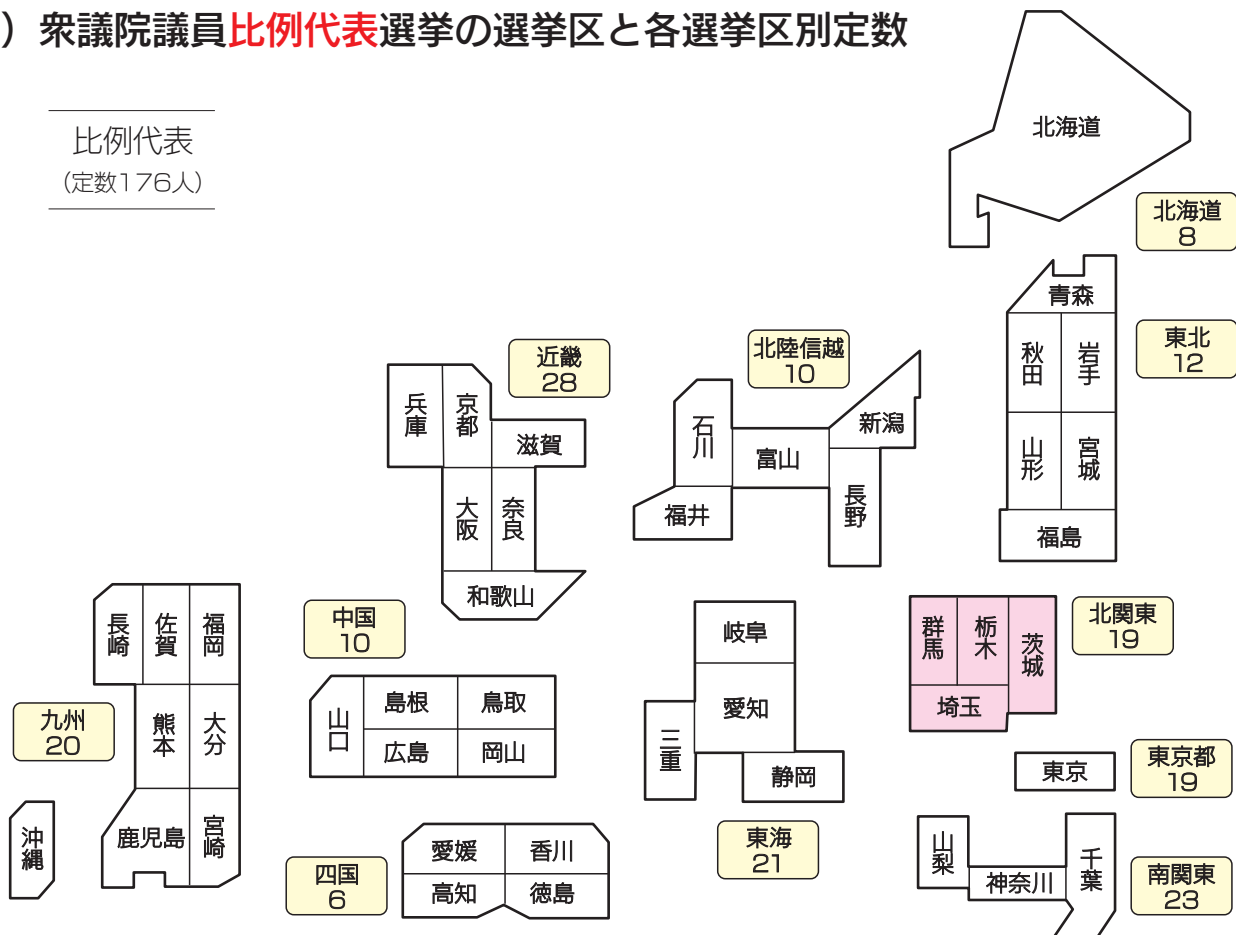 ）衆議院議員比例代表選挙の選挙区と各選挙区別定数
比例代表
（定数176人）
北海道
北海道
8
青森
秋田
岩手
山形
宮城
福島
東北
12
北陸信越
10
新潟
石川
富山
長野
福井
近畿
28
兵庫
京都
滋賀
大阪
奈良
和歌山
中国
10
山口
島根
鳥取
広島
岡山
長崎
佐賀
福岡
熊本
大分
鹿児島
宮崎
沖縄
九州
20
四国
6
愛媛
香川
高知
徳島
岐阜
愛知
三重
静岡
東海
21
群馬
栃木
茨城
埼玉
北関東
19
東京
東京都
19
山梨
神奈川
千葉
南関東
23